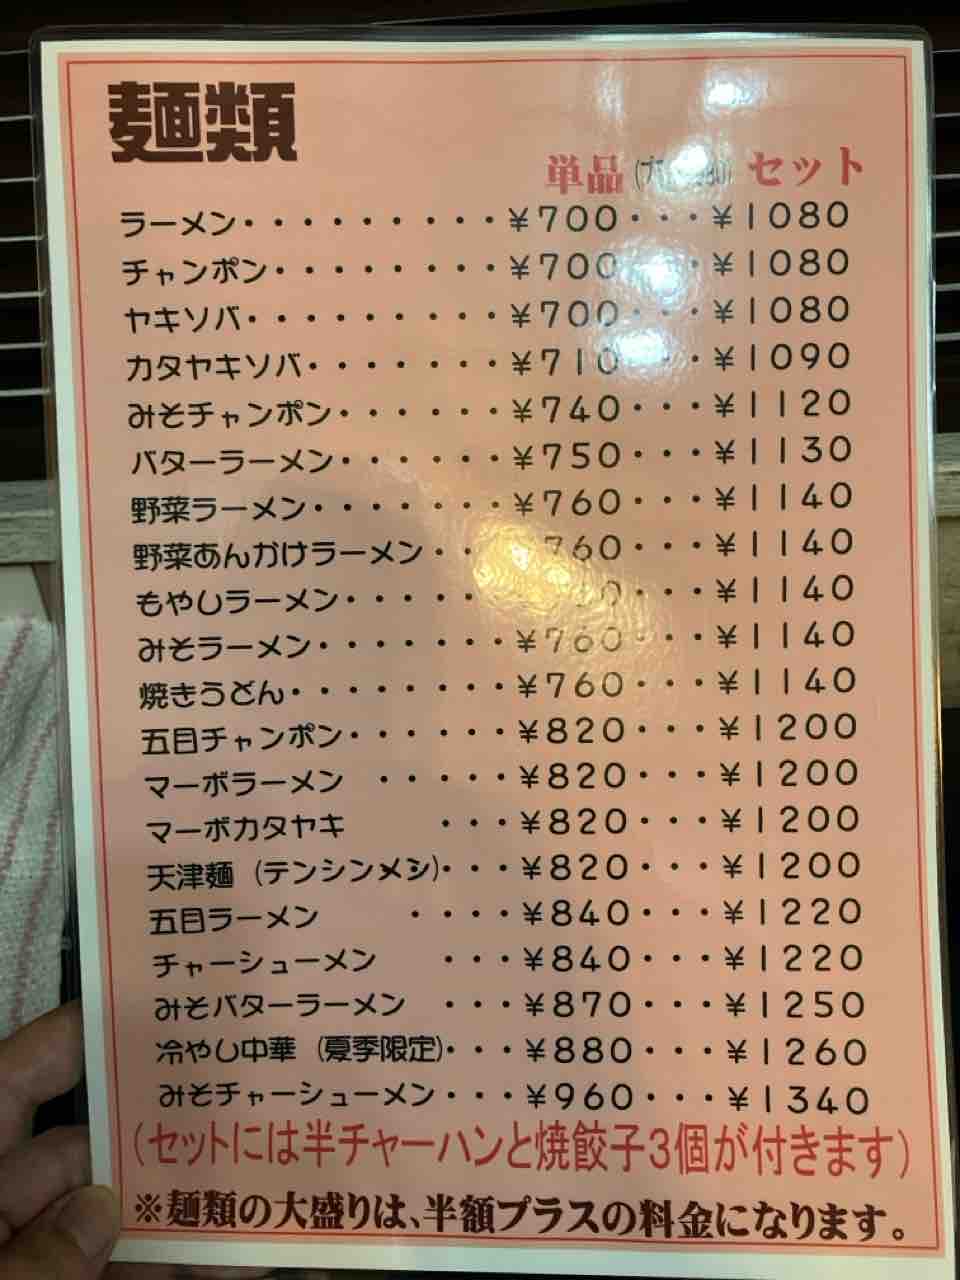 麺類
単品 セット
ラーメン・・・・・・・・・¥700・・・¥1080
チャンポン・・・・・・・・¥700・・・¥1080
ヤキソバ・・・・・・・・・¥700・・・¥1080
カタヤキソバ・・・・・・・¥710・・・¥1090
みそチャンポン・・・・・・¥740・・・¥1120
バターラーメン・・・・・・¥750・・・¥1130
野菜ラーメン・・・・・・・¥760・・・¥1140
野菜あんかけラーメン・・ 760・・・¥1140
もやしラーメン・・・・・ ・・・¥1140
みそラーメン・・・・・・・¥760・・・¥1140
焼きうどん・・・・・・・・¥760・・・¥1140
五目チャンポン・・・・・・¥820・・・¥1200
マーボラーメン ・・・・・¥820・・・¥1200
マーボカタヤキ ・・・¥820・・・¥1200
天津麺 (テンシンメン)・・・¥820・・・¥1200
五目ラーメン ・・・・¥840・・・¥1220
チャーシューメン ・・・¥840・・・¥1220
みそバターラーメン ・・・¥870・・・¥1250
冷やし中華 (夏季限定)・・・¥880・・・¥1260
みそチャーシューメン・・・¥960・・・¥1340
(セットには半チャーハンと焼餃子3個が付きます)
※麺類の大盛りは、半額プラスの料金になります。